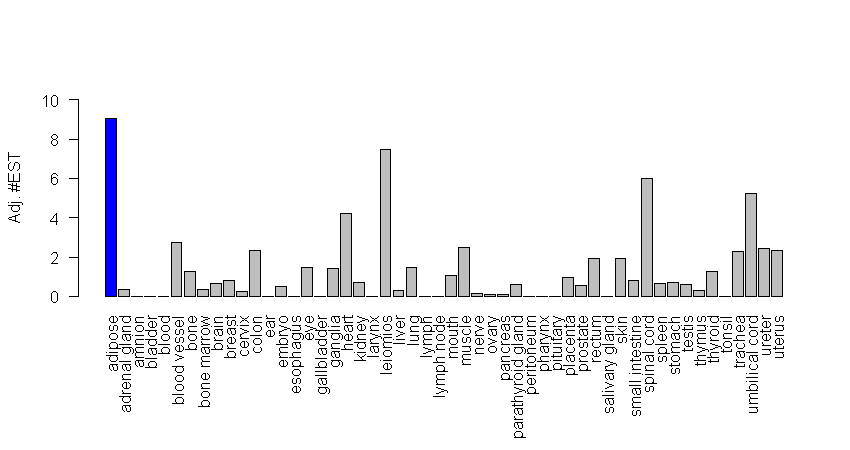 Adj. #EST
10
8
6
4
2
0
adipose
adrenal gland
amnion
bladder
blood
blood vessel
bone
bone marrow
brain
breast
cervix
colon
ear
embryo
esophagus
eye
gallbladder
ganglia
heart
kidney
larynx
leiomios
liver
lung
lymph
lymph node
mouth
muscle
nerve
ovary
pancreas
parathyroid gland
peritoneum
pharynx
pituitary
placenta
prostate
rectum
salivary gland
skin
small intestine
spinal cord
spleen
stomach
testis
thymus
thyroid
tonsil
trachea
umbilical cord
ureter
uterus